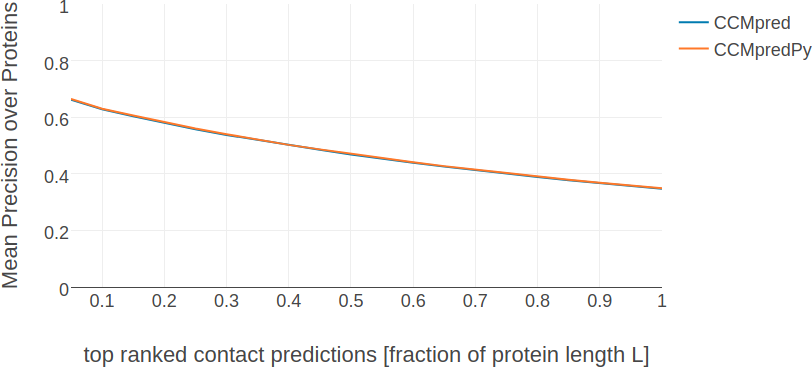 Mean Precision over Proteins
1
0.8
0.6
0.4
0.2
0
0.1 0.2 0.3 0.4 0.5 0.6 0.7 0.8 0.9 1
top ranked contact predictions [fraction of protein length L]
CCMpred
CCMpredPy